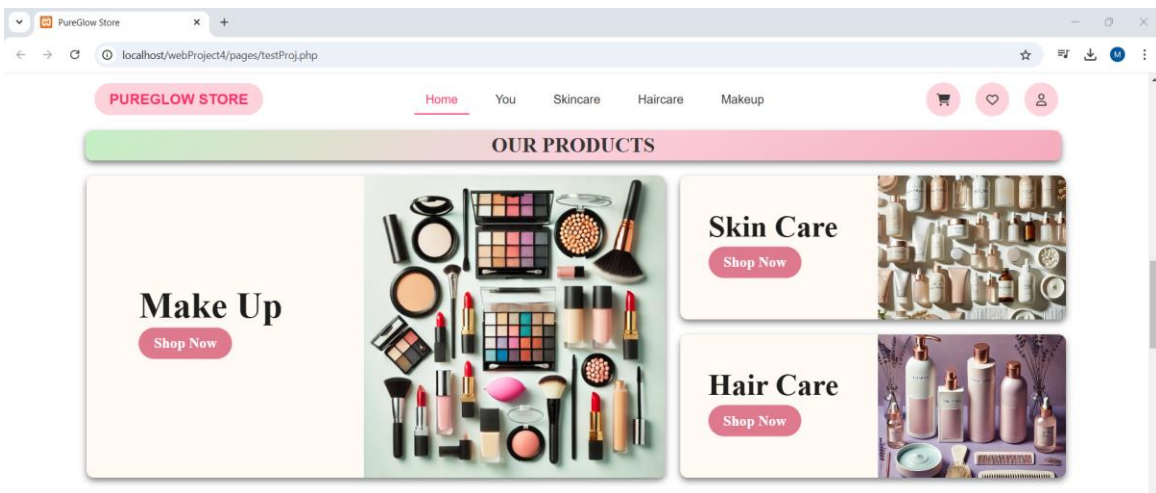 PureGlow Store
localhost/webProject4/pages/testProj.php
M
PUREGLOW STORE
Home You Skincare Haircare Makeup
OUR PRODUCTS
Make Up
Shop Now
Skin Care
Shop Now
Hair Care
Shop Now